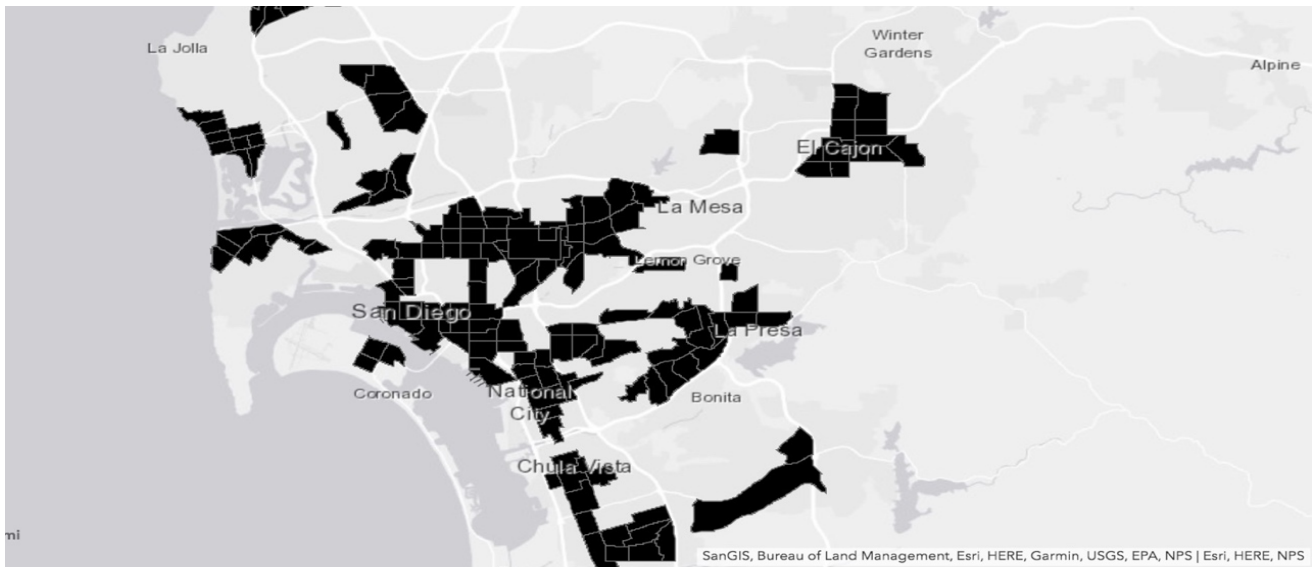 La Jolla
Winter
Gardens
Alpine
El Cajon
La Mesa
Lemon Grove
San Diego
La Presa
Coronado
National
City
Bonita
Chula Vista
mi
SanGIS, Bureau of Land Management, Esri, HERE, Garmin, USGS, EPA, NPS | Esri, HERE, NPS